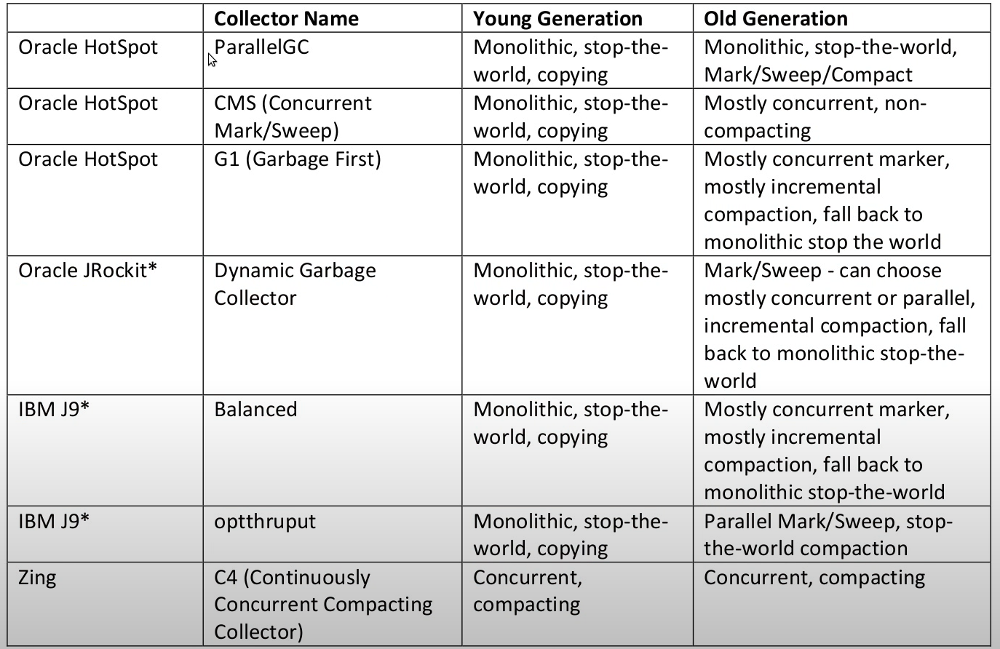 Collector Name Young Generation Old Generation
Oracle HotSpot ParallelGC Monolithic, stop-the- Monolithic, stop-the-world,
world, copying Mark/Sweep/Compact
Oracle HotSpot CMS (Concurrent Monolithic, stop-the- Mostly concurrent, non-
Mark/Sweep) world, copying compacting
Oracle HotSpot G1 (Garbage First) Monolithic, stop-the- Mostly concurrent marker,
world, copying mostly incremental
compaction, fall back to
monolithic stop the world
Oracle JRockit* Dynamic Garbage Monolithic, stop-the- Mark/Sweep - can choose
Collector world, copying mostly concurrent or parallel,
incremental compaction, fall
back to monolithic stop-the-
world
IBM J9* Balanced Monolithic, stop-the- Mostly concurrent marker,
world, copying mostly incremental
compaction, fall back to
monolithic stop-the-world
IBM J9* optthruput Monolithic, stop-the- Parallel Mark/Sweep, stop-
world, copying the-world compaction
Zing C4 (Continuously Concurrent, Concurrent, compacting
Concurrent Compacting compacting
Collector)